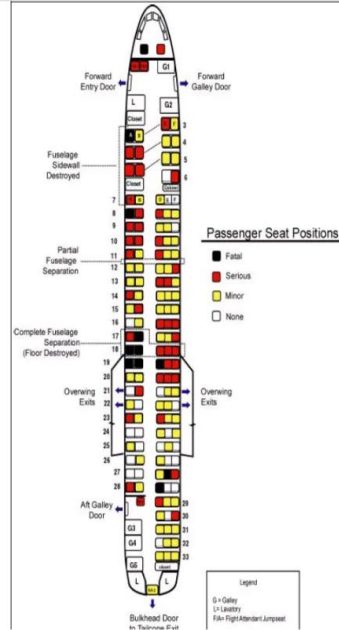 G1
Forward
Entry Door
Forward
Galley Door
L
G2
Closet
3
4
5
6
Fuselage
Sidewall
Destroyed
Closet
7
8
9
10
11
12
13
14
15
16
17
18
19
20
21
22
23
24
25
26
27
28
29
30
31
32
33
Partial
Fuselage
Separation
Complete Fuselage
Separation
(Floor Destroyed)
Overwing
Exits
Overwing
Exits
Aft Galley
Door
G3
G4
G5
closet
L
L
Bulkhead Door
to Tailcone Exit
Passenger Seat Positions
Fatal
Serious
Minor
None
Legend
G = Galley
L= Lavatory
F/A= Flight Attendant Jumpseat